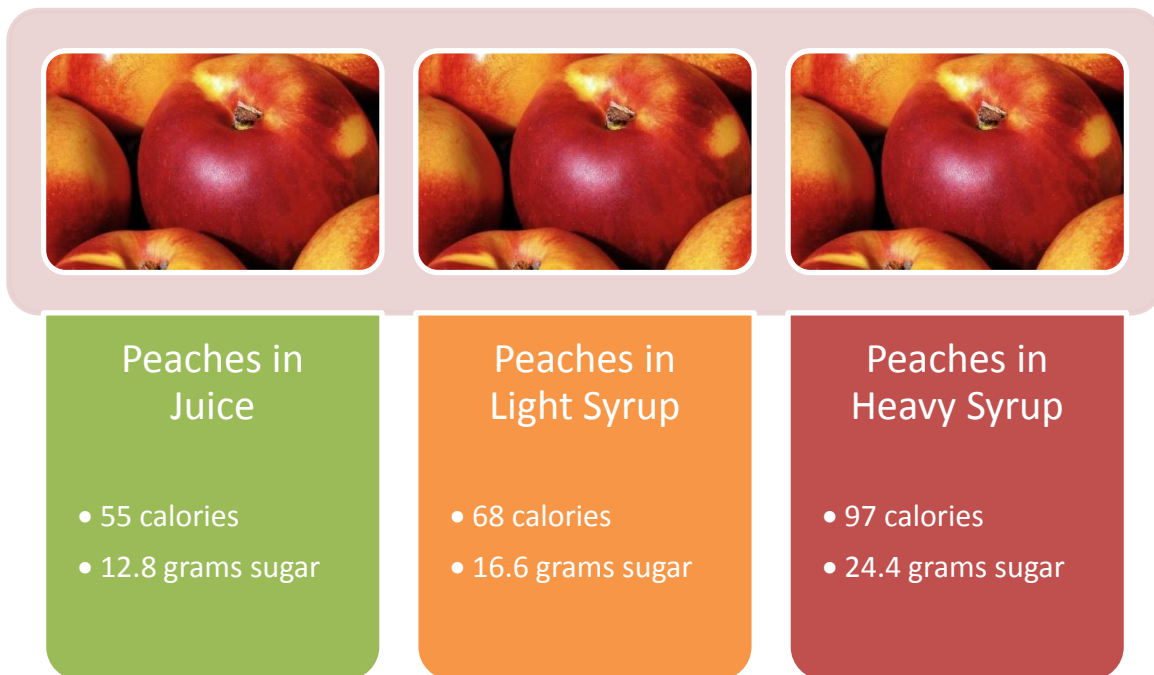 Peaches in
Juice
• 55 calories
• 12.8 grams sugar
Peaches in
Light Syrup
• 68 calories
• 16.6 grams sugar
Peaches in
Heavy Syrup
• 97 calories
• 24.4 grams sugar